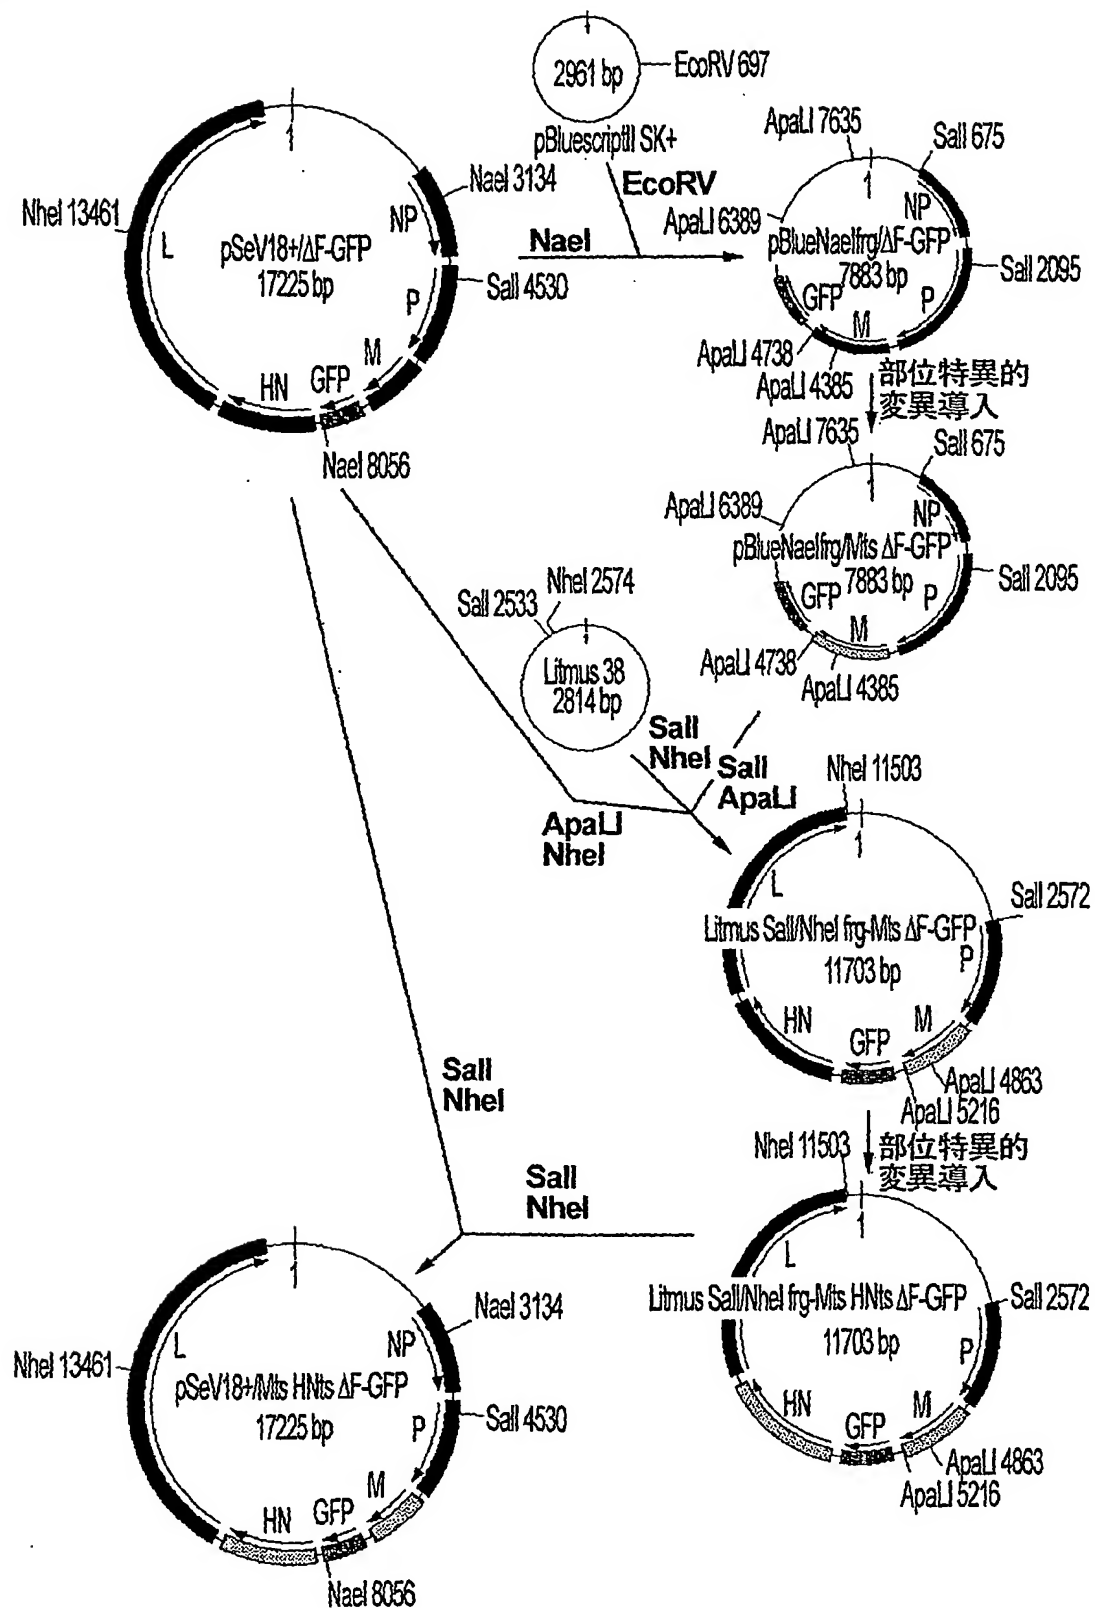 1
2961 bp
EcoRV 697
pBluescriptII SK+
EcoRV
NaeI
1
NheI 13461
L
NaeI 3134
NP
pSeV18+/ΔF-GFP
17225 bp
SalI 4530
P
M
GFP
HN
NaeI 8056
ApaLI 7635
SalI 675
1
NP
ApaLI 6389
pBlueNaeIfrg/ΔF-GFP
7883 bp
SalI 2095
GFP
P
M
ApaLI 4738
ApaLI 4385
部位特異的
変異導入
ApaLI 7635
SalI 675
1
ApaLI 6389
NP
pBlueNaeIfrg/Mts ΔF-GFP
7883 bp
SalI 2095
GFP
P
M
ApaLI 4738
ApaLI 4385
NheI 2574
SalI 2533
1
Litmus 38
2814 bp
SalI
NheI
SalI
ApaLI
ApaLI
NheI
NheI 11503
1
L
SalI 2572
Litmus SalI/NheI frg-Mts ΔF-GFP
11703 bp
P
HN
M
GFP
ApaLI 4863
ApaLI 5216
部位特異的
変異導入
SalI
NheI
SalI
NheI
NheI 11503
1
L
Litmus SalI/NheI frg-Mts HNts ΔF-GFP
SalI 2572
11703 bp
P
HN
M
GFP
ApaLI 4863
ApaLI 5216
1
NaeI 3134
L
NP
NheI 13461
pSeV18+/Mts HNts ΔF-GFP
17225 bp
SalI 4530
P
M
GFP
HN
NaeI 8056